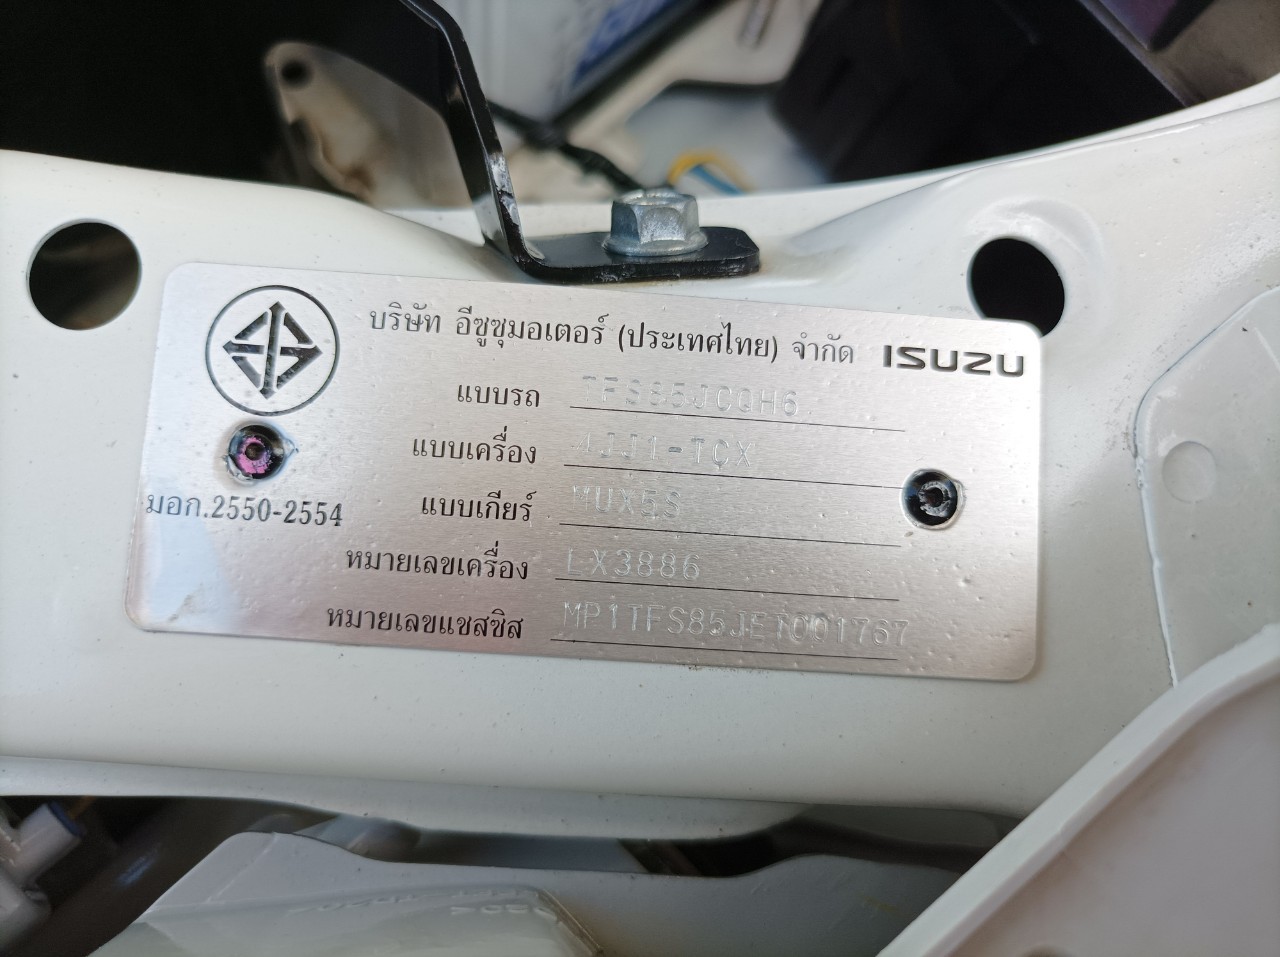 บริษัท อีซูซุมอเตอร์ (ประเทศไทย) จำกัด ISUZU
แบบรถ TFS85JCQH6
แบบเครื่อง 4JJ1-TCX
แบบเกียร์ MUX5S
มอก.2550-2554
หมายเลขเครื่อง LX3886
หมายเลขแชสซิส MP1TFS85JET001767